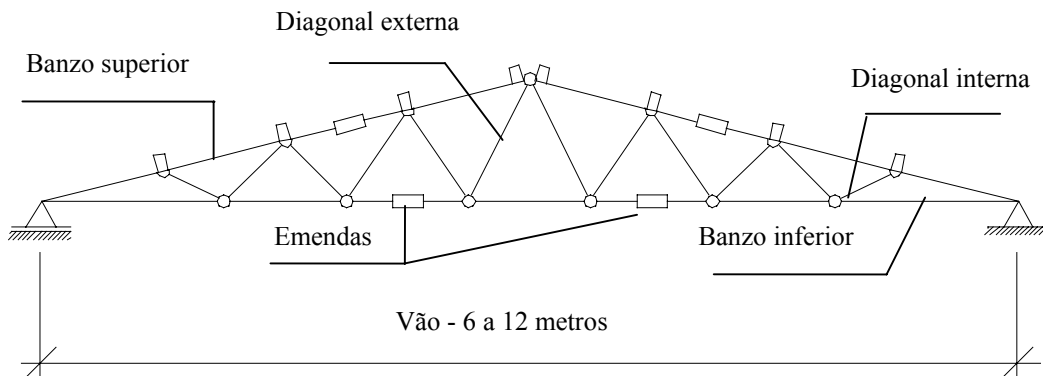 Diagonal externa
Banzo superior
Diagonal interna
Emendas
Banzo inferior
Vão - 6 a 12 metros